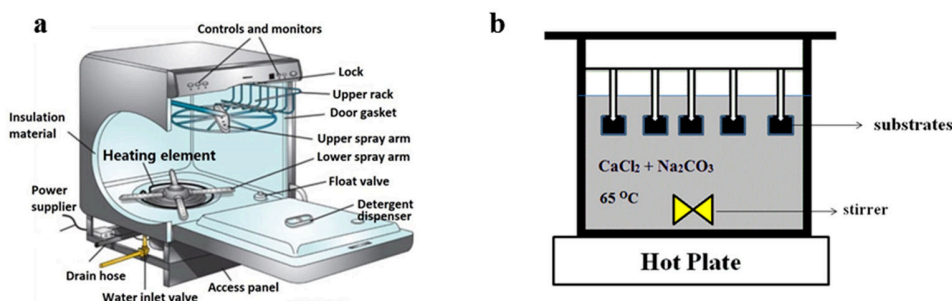 a
Controls and monitors
Lock
Upper rack
Door gasket
Upper spray arm
Lower spray arm
Float valve
Detergent
dispenser
Insulation
material
Heating element
Power
supplier
Drain hose
Water inlet valve
Access panel
b
substrates
CaCl₂ + Na₂CO₃
65 ⁰C
stirrer
Hot Plate